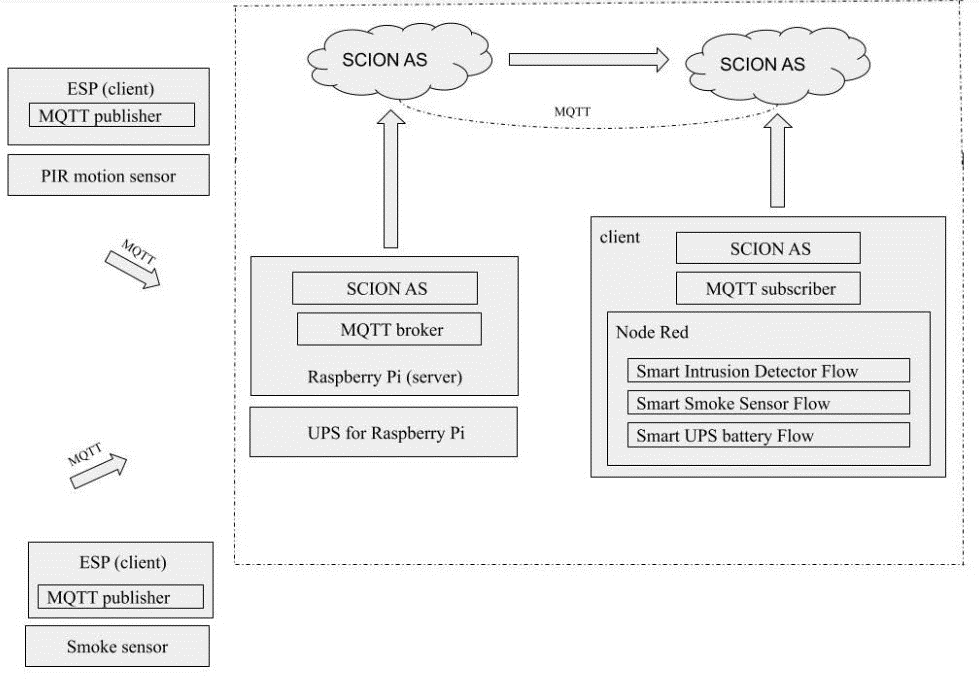 SCION AS
SCION AS
MQTT
ESP (client)
MQTT publisher
PIR motion sensor
MQTT
SCION AS
MQTT broker
Raspberry Pi (server)
UPS for Raspberry Pi
client
SCION AS
MQTT subscriber
Node Red
Smart Intrusion Detector Flow
Smart Smoke Sensor Flow
Smart UPS battery Flow
MQTT
ESP (client)
MQTT publisher
Smoke sensor